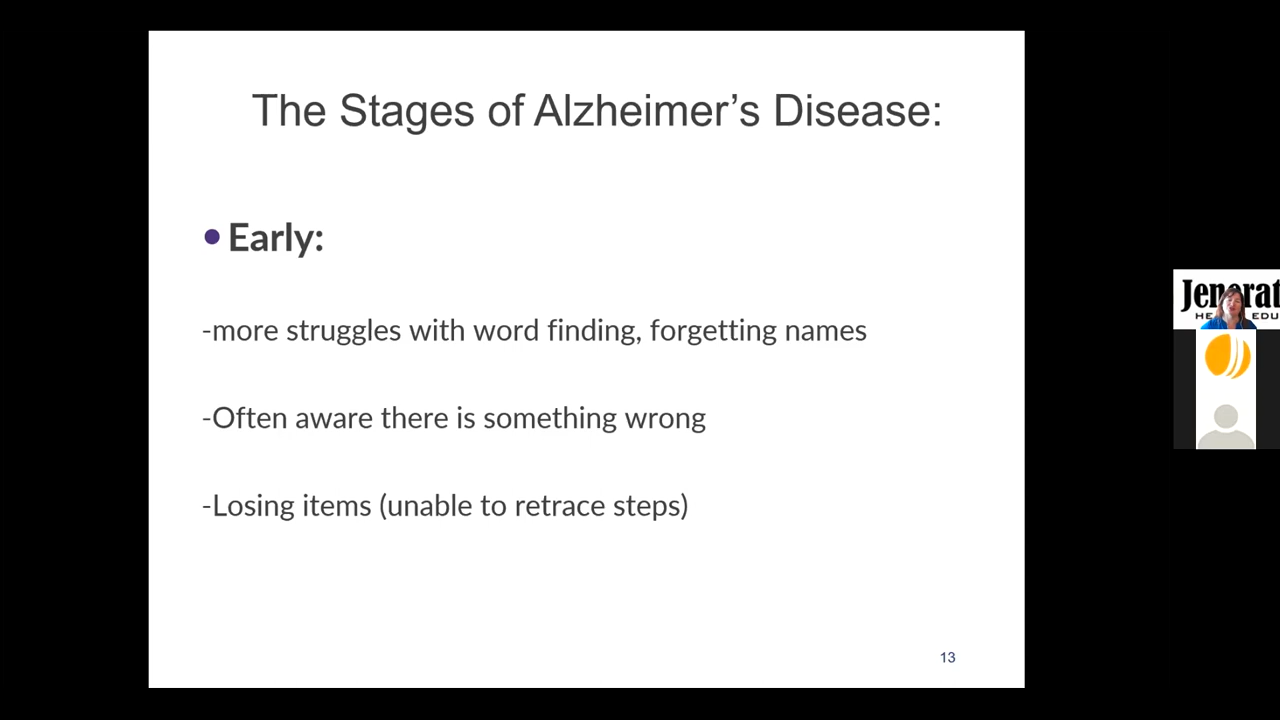 The Stages of Alzheimer’s Disease:
• Early:
-more struggles with word finding, forgetting names
-Often aware there is something wrong
-Losing items (unable to retrace steps)
13